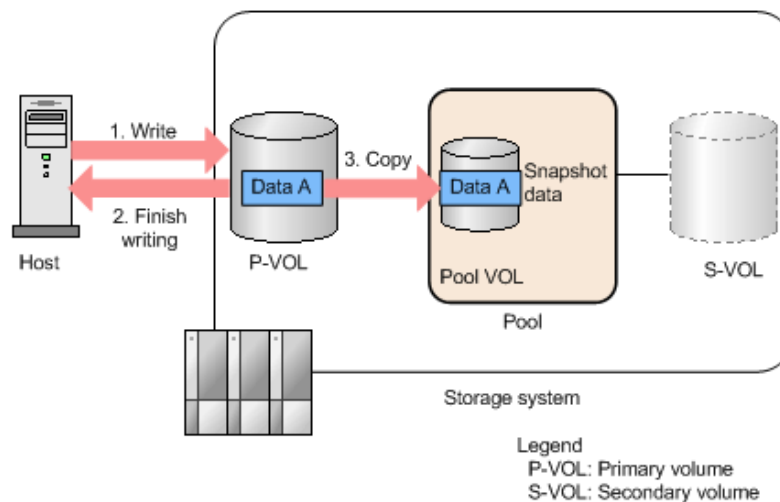 1. Write
3. Copy
Data A
Data A
Snapshot
data
2. Finish
writing
Host
P-VOL
Pool VOL
S-VOL
Pool
Storage system
Legend
P-VOL: Primary volume
S-VOL: Secondary volume